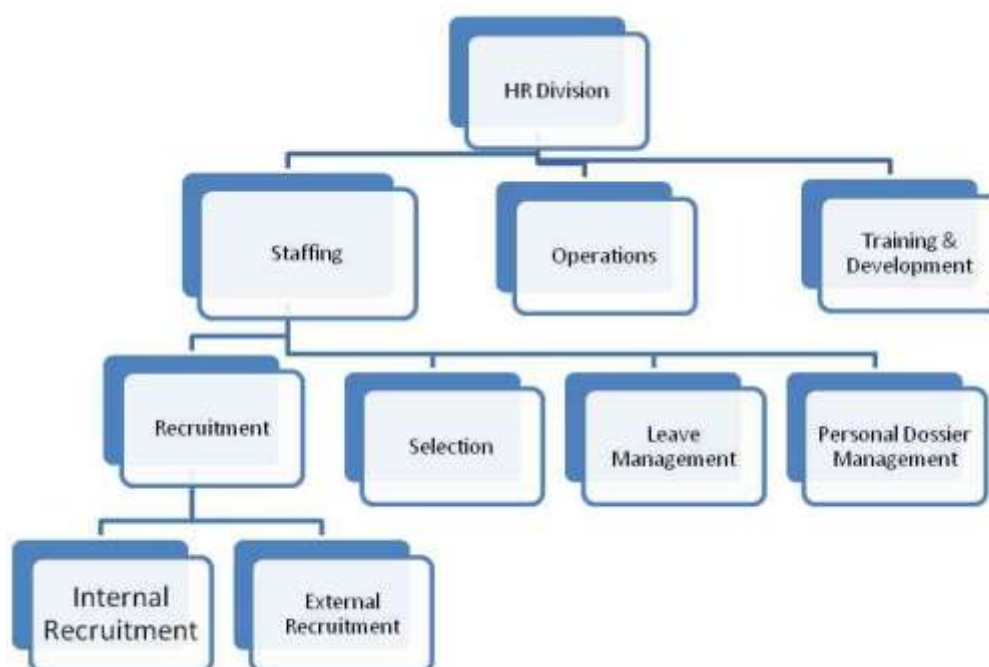 HR Division
Staffing
Operations
Training &
Development
Recruitment
Selection
Leave
Management
Personal Dossier
Management
Internal
Recruitment
External
Recruitment